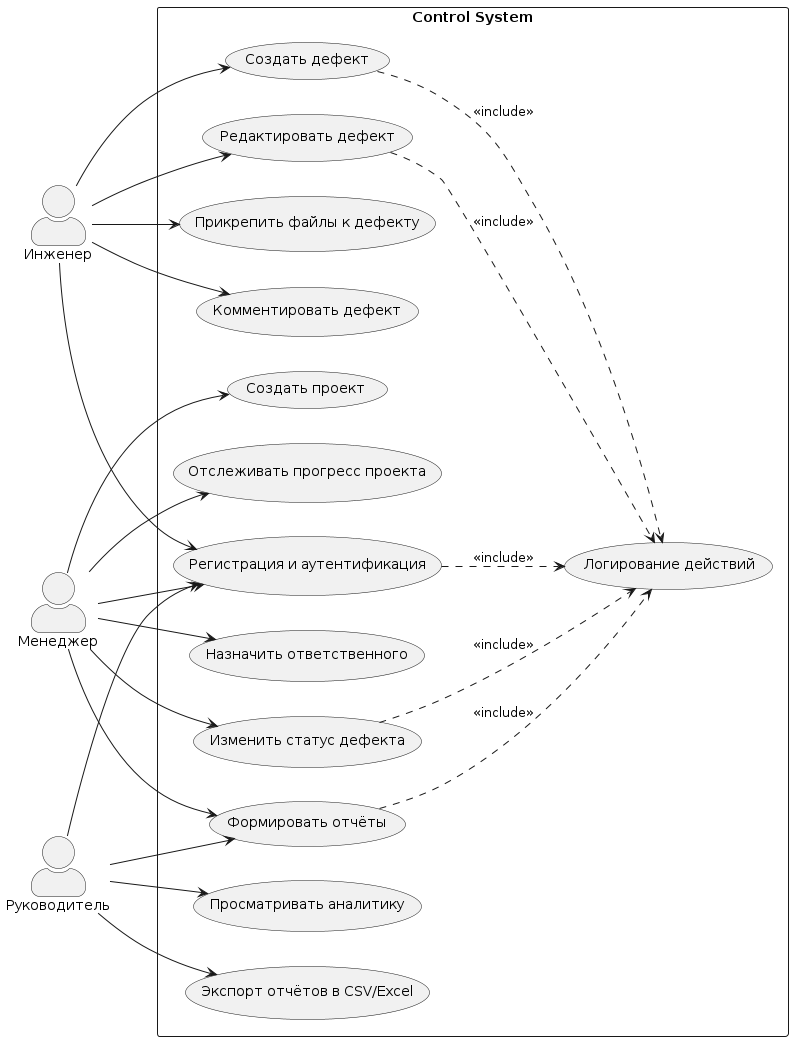 Control System
Создать дефект
«include»
Редактировать дефект
Прикрепить файлы к дефекту
«include»
Инженер
Комментировать дефект
Создать проект
Отслеживать прогресс проекта
Регистрация и аутентификация
«include»
Логирование действий
Менеджер
Назначить ответственного
«include»
Изменить статус дефекта
«include»
Формировать отчёты
Руководитель
Просматривать аналитику
Экспорт отчётов в CSV/Excel